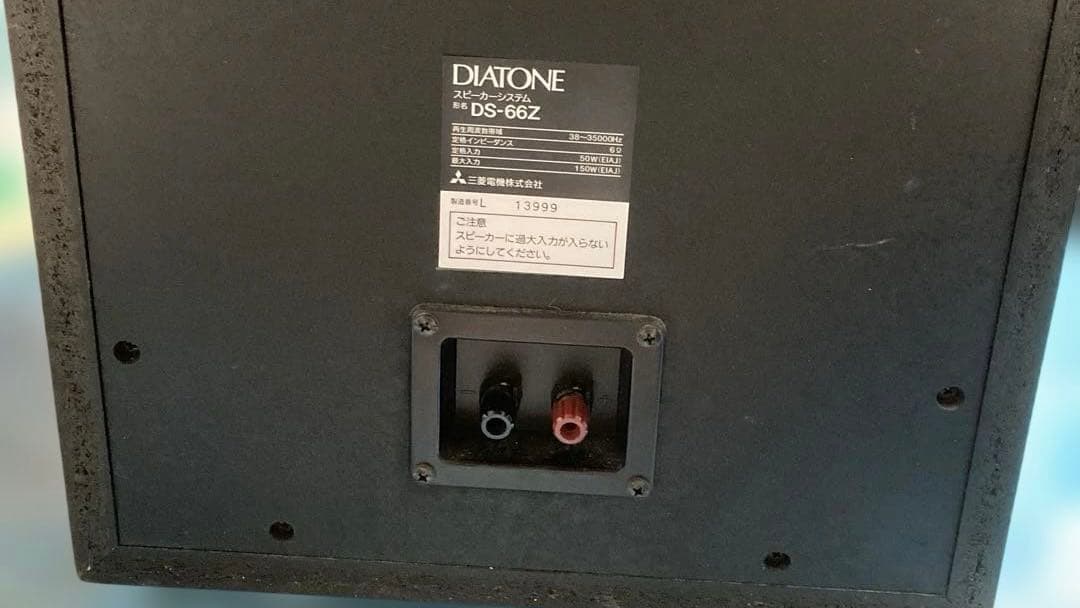 DIATONE
スピーカーシステム
形名 DS-66Z
再生周波数帯域 38〜35000Hz
定格インピーダンス 6Ω
定格入力 50W(EIAJ)
最大入力 150W(EIAJ)
三菱電機株式会社
製造番号 L 13999
ご注意
スピーカーに過大入力が入らない
ようにしてください。
− +